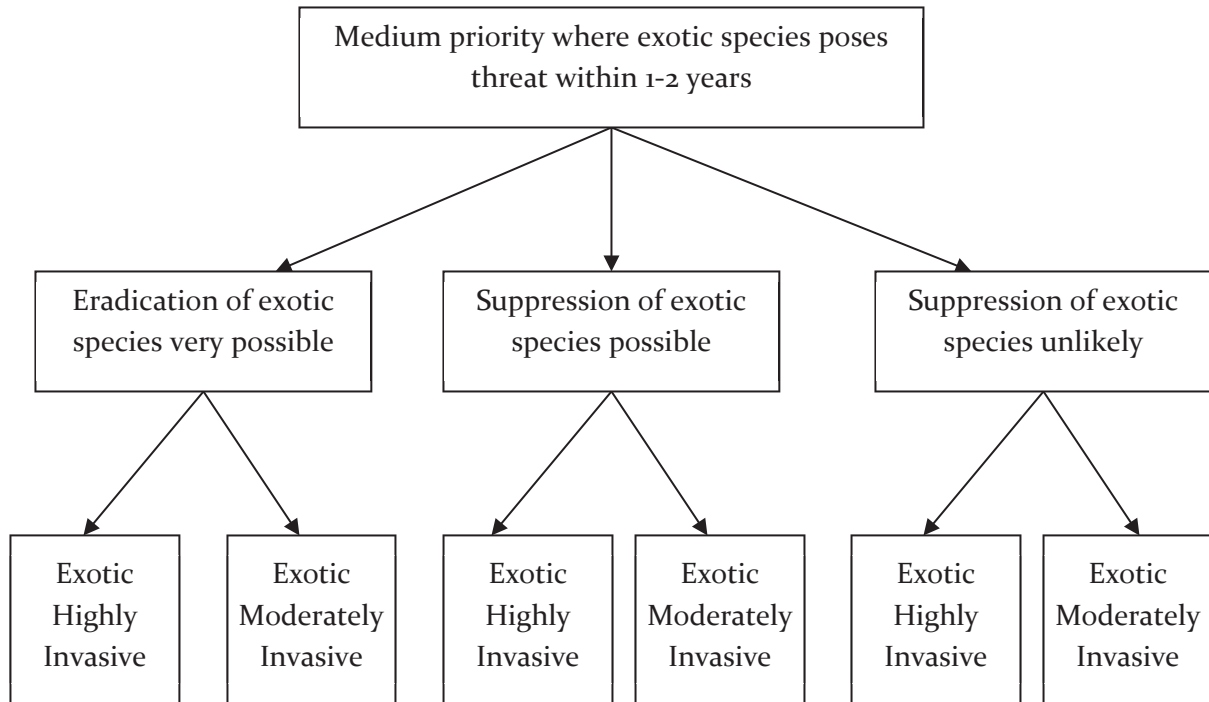 Medium priority where exotic species poses
threat within 1-2 years
Eradication of exotic
species very possible
Suppression of exotic
species possible
Suppression of exotic
species unlikely
Exotic
Highly
Invasive
Exotic
Moderately
Invasive
Exotic
Highly
Invasive
Exotic
Moderately
Invasive
Exotic
Highly
Invasive
Exotic
Moderately
Invasive